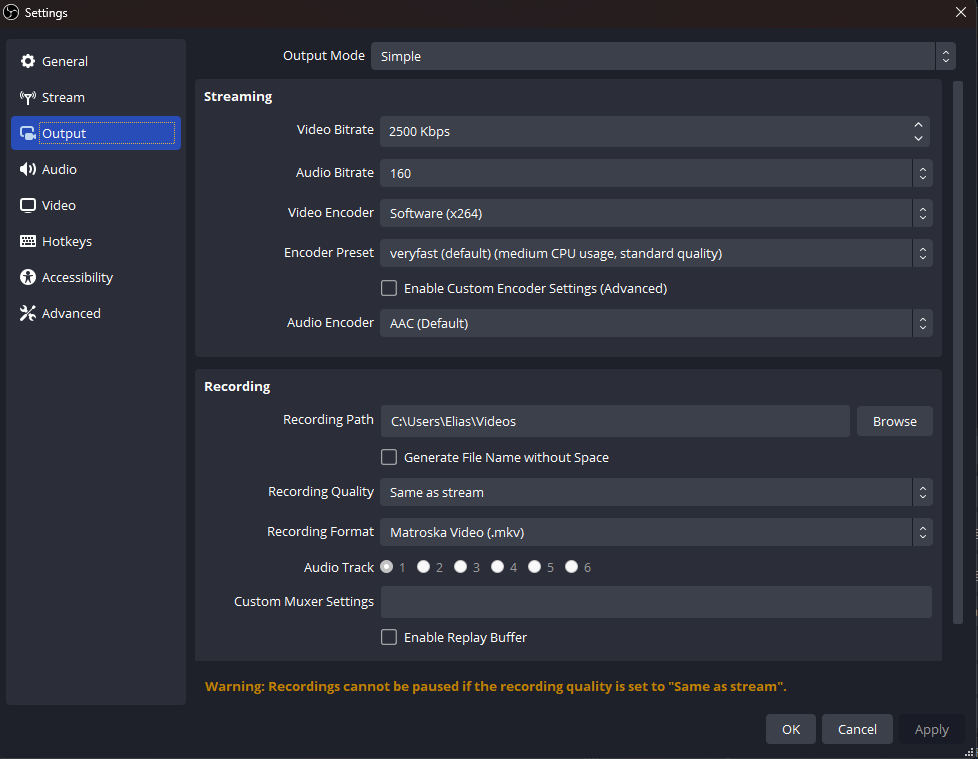 Settings
General
Stream
Output
Audio
Video
Hotkeys
Accessibility
Advanced
Output Mode Simple
Streaming
Video Bitrate 2500 Kbps
Audio Bitrate 160
Video Encoder Software (x264)
Encoder Preset veryfast (default) (medium CPU usage, standard quality)
Enable Custom Encoder Settings (Advanced)
Audio Encoder AAC (Default)
Recording
Recording Path C:\Users\Elias\Videos Browse
Generate File Name without Space
Recording Quality Same as stream
Recording Format Matroska Video (.mkv)
Audio Track 1 2 3 4 5 6
Custom Muxer Settings
Enable Replay Buffer
Warning: Recordings cannot be paused if the recording quality is set to "Same as stream".
OK Cancel Apply